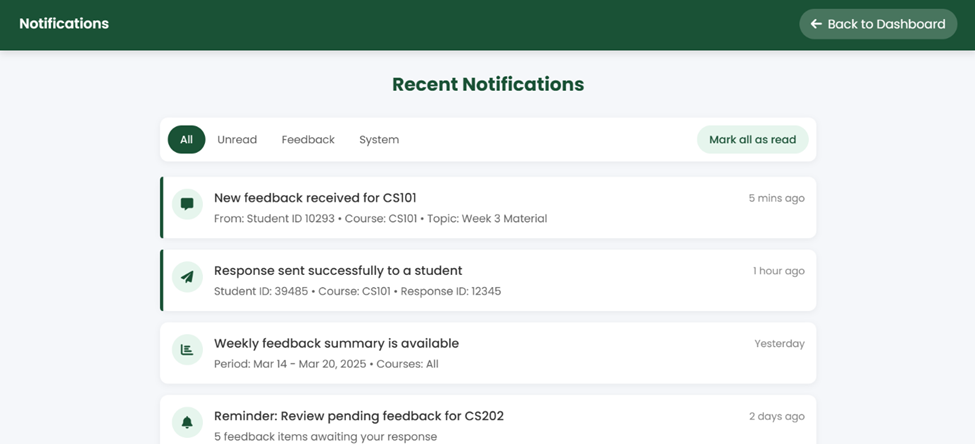 Notifications
← Back to Dashboard
Recent Notifications
All Unread Feedback System Mark all as read
New feedback received for CS101 5 mins ago
From: Student ID 10293 • Course: CS101 • Topic: Week 3 Material
Response sent successfully to a student 1 hour ago
Student ID: 39485 • Course: CS101 • Response ID: 12345
Weekly feedback summary is available Yesterday
Period: Mar 14 - Mar 20, 2025 • Courses: All
Reminder: Review pending feedback for CS202 2 days ago
5 feedback items awaiting your response